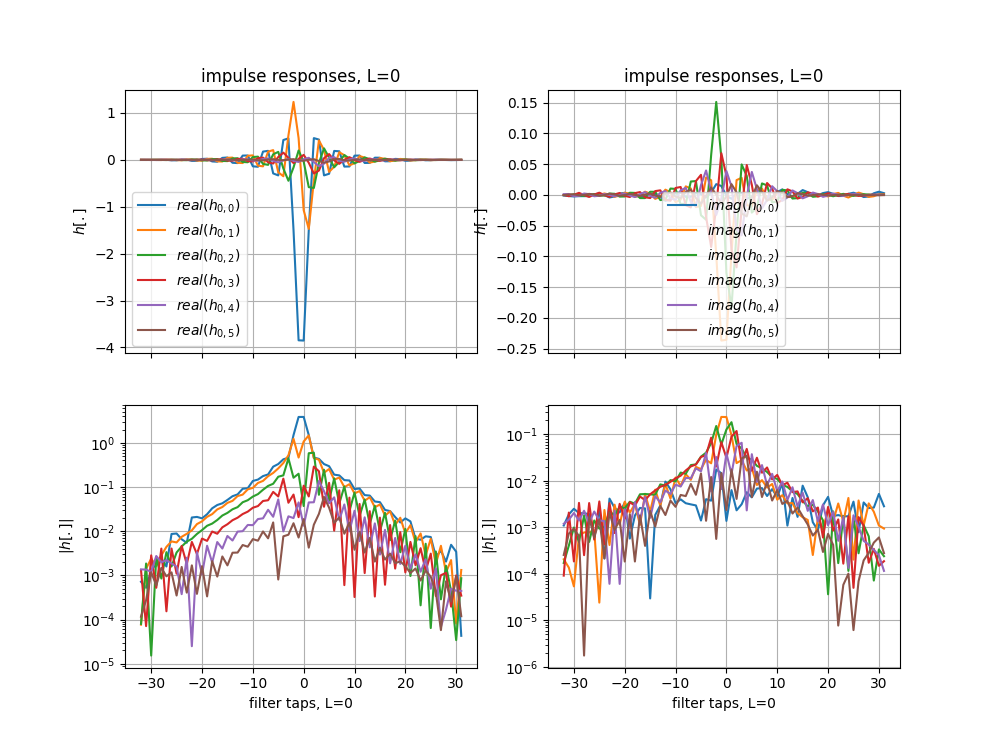 impulse responses, L=0
1
0
−1
−2
−3
−4
h[.]
real(h0,0)
real(h0,1)
real(h0,2)
real(h0,3)
real(h0,4)
real(h0,5)
impulse responses, L=0
0.15
0.10
0.05
0.00
−0.05
−0.10
−0.15
−0.20
−0.25
h[.]
imag(h0,0)
imag(h0,1)
imag(h0,2)
imag(h0,3)
imag(h0,4)
imag(h0,5)
10^0
10^−1
10^−2
10^−3
10^−4
10^−5
|h[.]|
−30 −20 −10 0 10 20 30
filter taps, L=0
10^−1
10^−2
10^−3
10^−4
10^−5
10^−6
|h[.]|
−30 −20 −10 0 10 20 30
filter taps, L=0